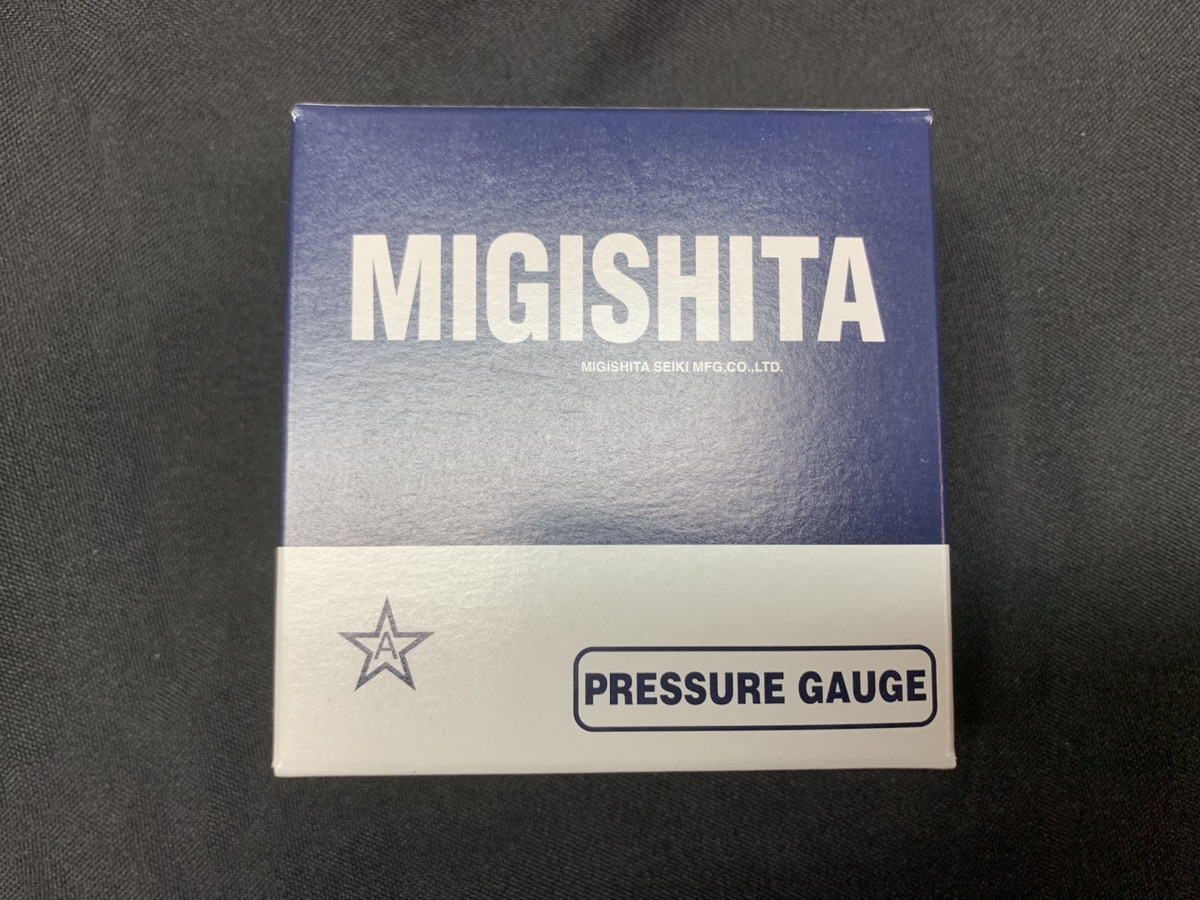 MIGISHITA
MIGISHITA SEIKI MFG.CO.,LTD.
A
PRESSURE GAUGE